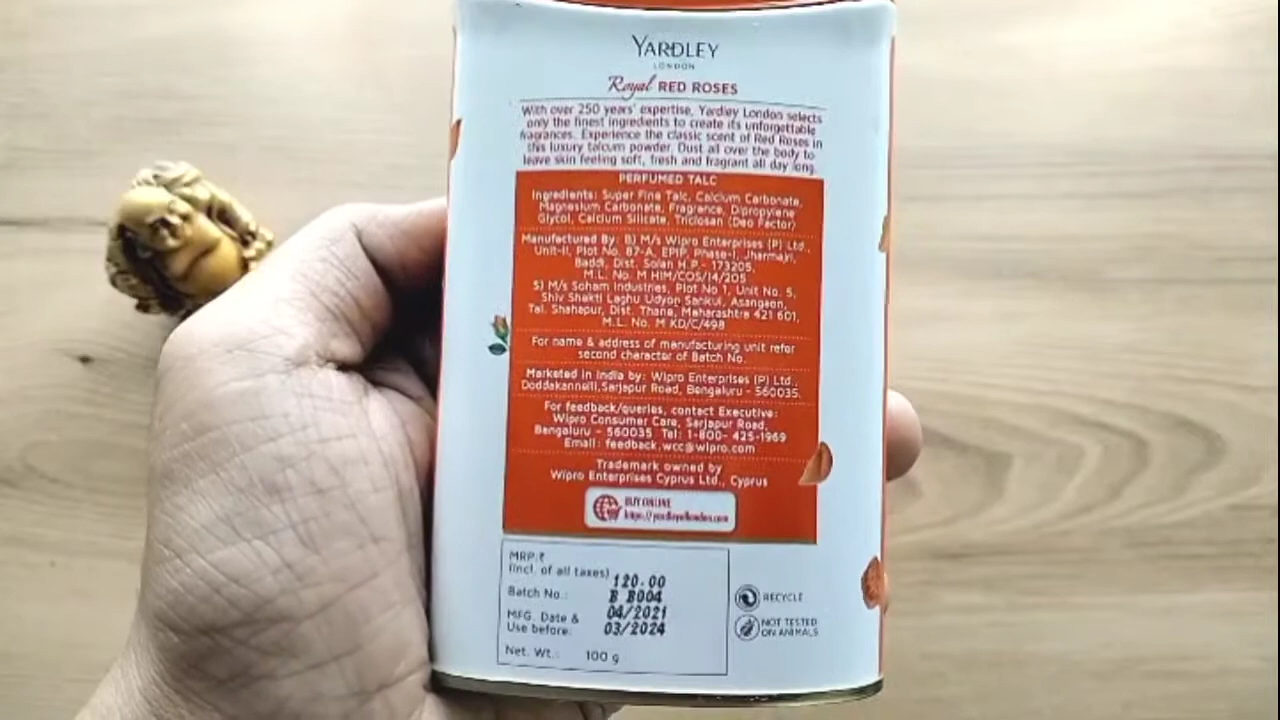 YARDLEY
LONDON
Royal RED ROSES
With over 250 years' expertise, Yardley London selects
only the finest ingredients to create its unforgettable
fragrances. Experience the classic scent of Red Roses in
this luxury talcum powder. Dust all over the body to
leave skin feeling soft, fresh and fragrant all day long.
PERFUMED TALC
Ingredients: Super Fine Talc, Calcium Carbonate,
Magnesium Carbonate, Fragrance, Dipropylene
Glycol, Calcium Silicate, Triclosan (Deo Factor)
Manufactured By: B) M/s Wipro Enterprises (P) Ltd.,
Unit-II, Plot No. 87-A, EPIP, Phase-I, Jharmajri,
Baddi, Dist. Solan H.P.- 173205,
M.L. No. M HIM/COS/14/205
S) M/s Soham Industries, Plot No 1, Unit No. 5,
Shiv Shakti Laghu Udyog Sankul, Asangaon,
Tal. Shahapur, Dist. Thane, Maharashtra 421 601,
M.L. No. M KD/C/498
For name & address of manufacturing unit refer
second character of Batch No.
Marketed in India by: Wipro Enterprises (P) Ltd.,
Doddakannelli, Sarjapur Road, Bengaluru - 560035.
For feedback/queries, contact Executive:
Wipro Consumer Care, Sarjapur Road,
Bengaluru - 560035 Tel: 1-800- 425-1969
Email: feedback.wcc@wipro.com
Trademark owned by
Wipro Enterprises Cyprus Ltd., Cyprus
BUY ONLINE
https://yardleyoflondon.com
MRP:₹
(Incl. of all taxes) 120.00
Batch No.: B B004
MFG. Date & 04/2021
Use before: 03/2024
Net. Wt.: 100 g
RECYCLE
NOT TESTED
ON ANIMALS